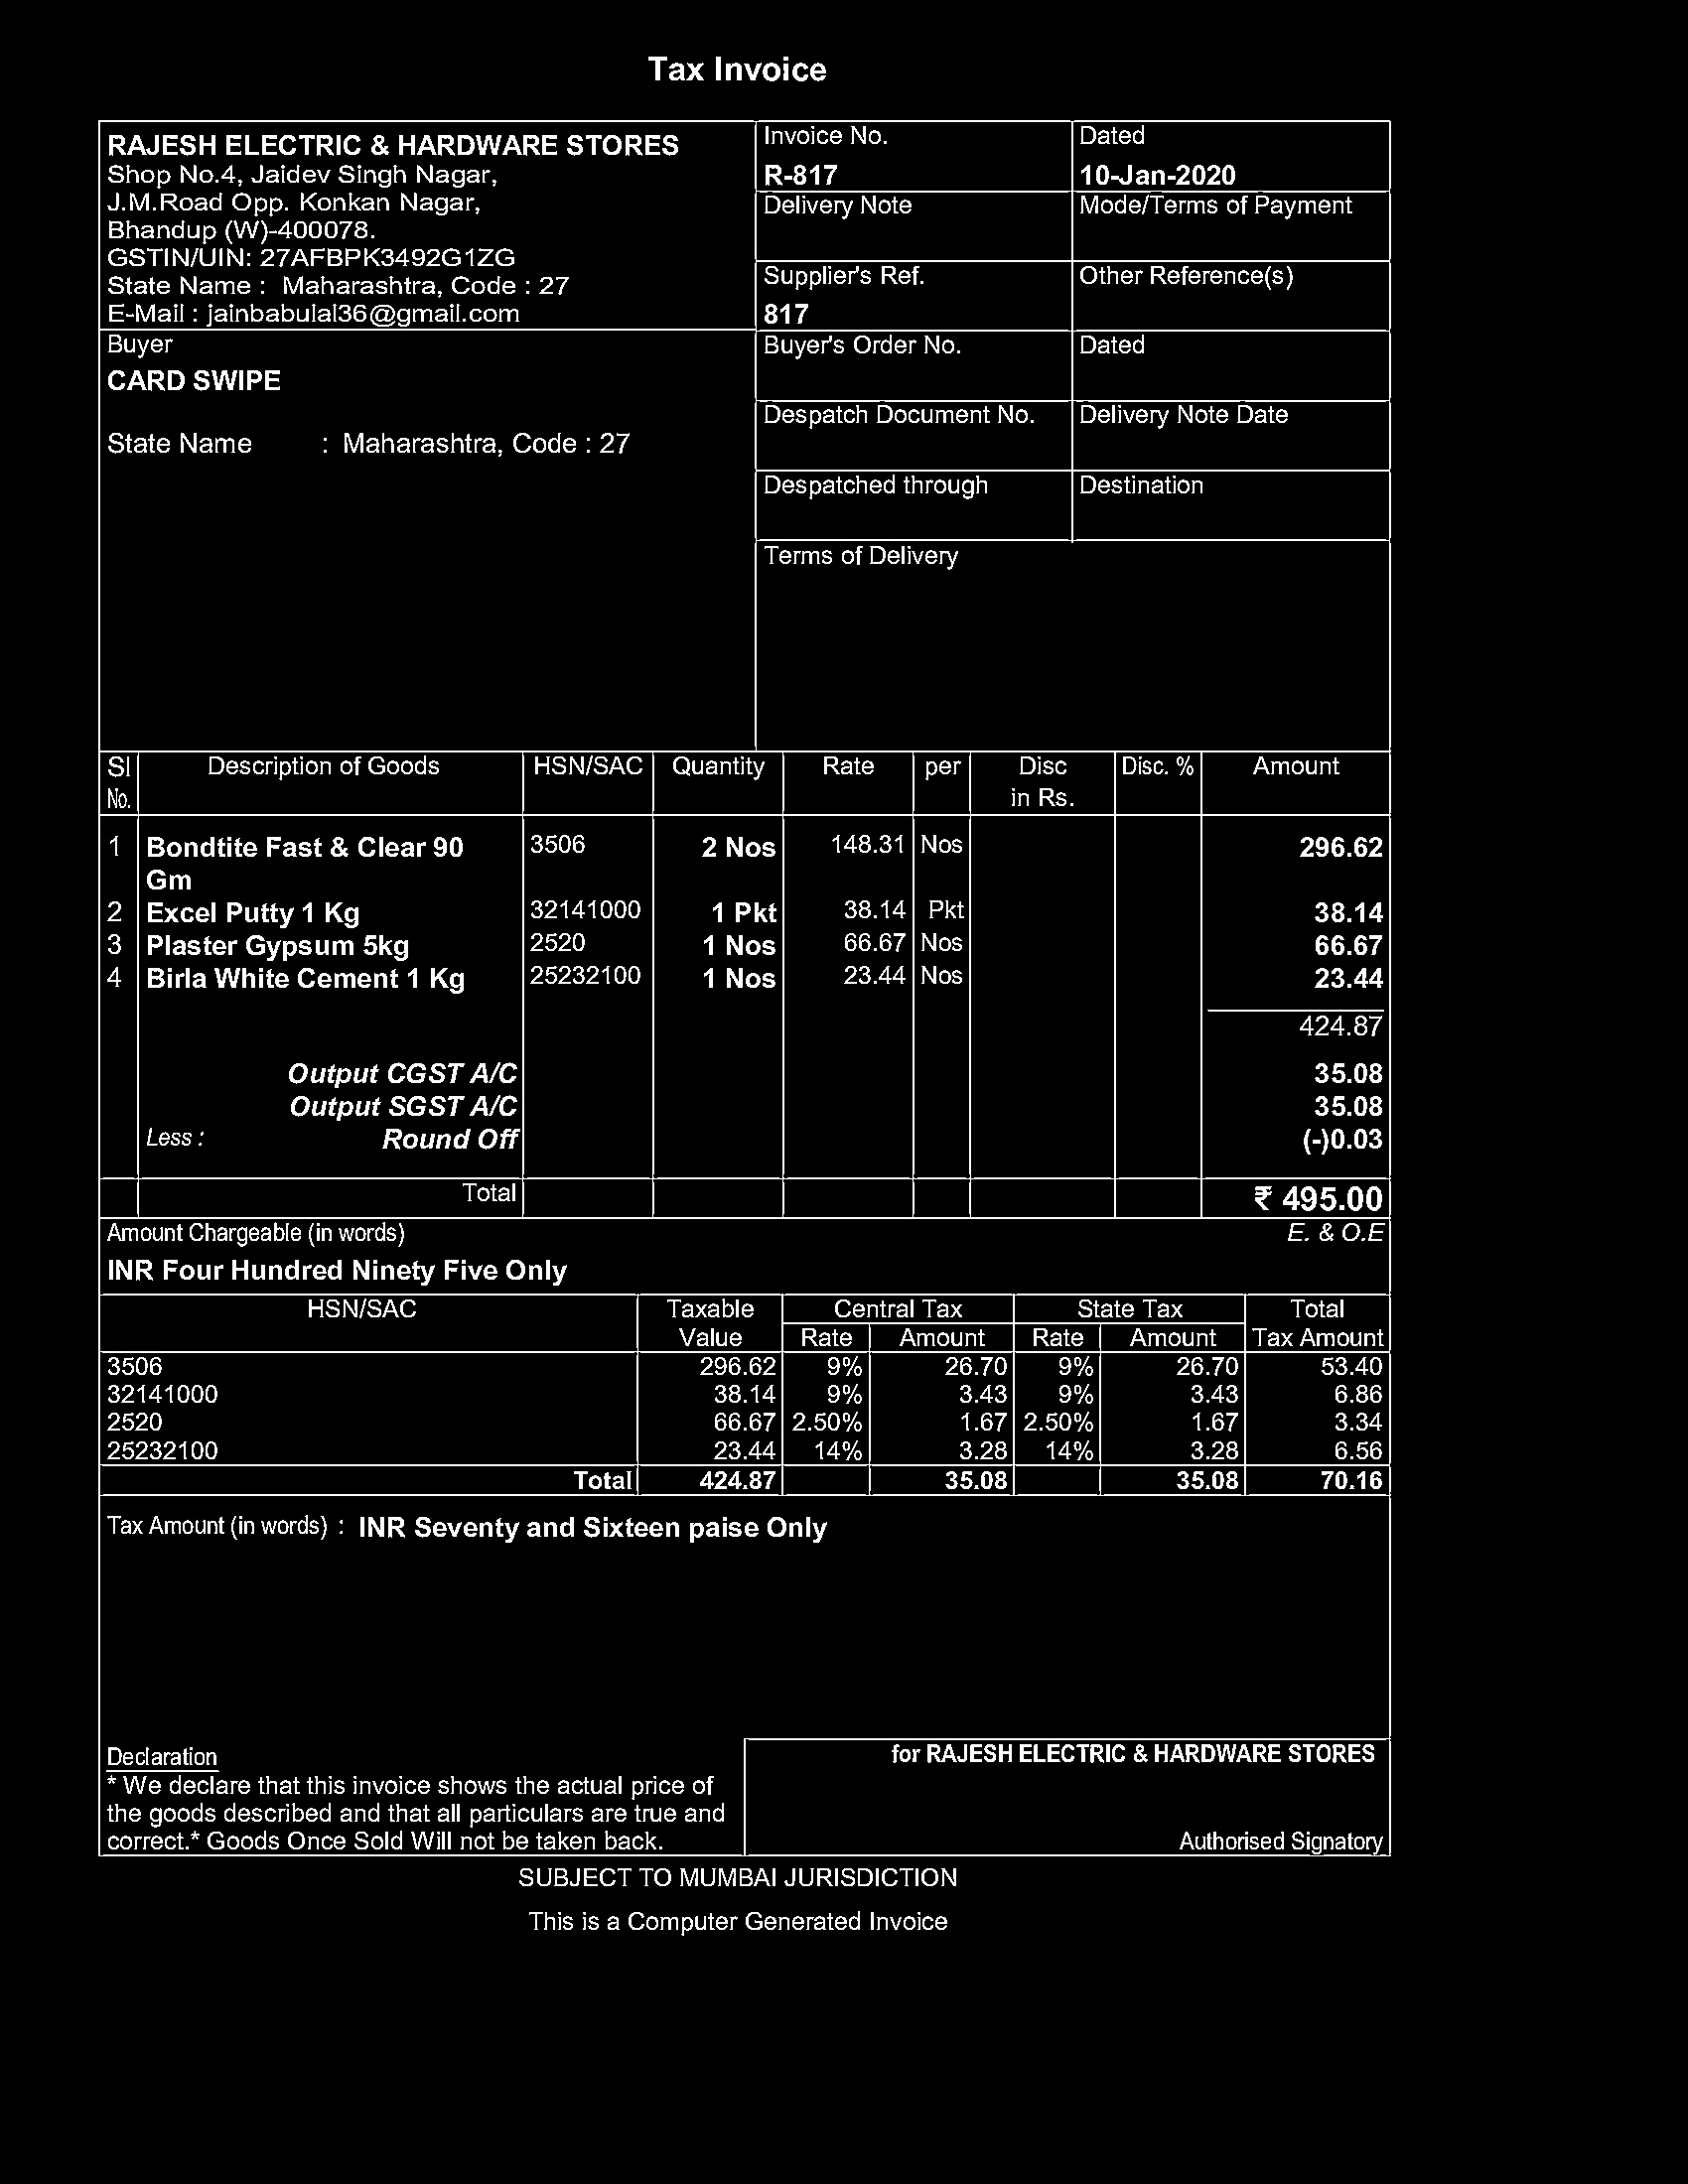 Tax Invoice
RAJESH ELECTRIC & HARDWARE STORES
Shop No.4, Jaidev Singh Nagar,
J.M.Road Opp. Konkan Nagar,
Bhandup (W)-400078.
GSTIN/UIN: 27AFBPK3492G1ZG
State Name : Maharashtra, Code : 27
E-Mail : jainbabulal36@gmail.com
Invoice No. Dated
R-817 10-Jan-2020
Delivery Note Mode/Terms of Payment
Supplier's Ref. Other Reference(s)
817
Buyer
CARD SWIPE
State Name : Maharashtra, Code : 27
Buyer's Order No. Dated
Despatch Document No. Delivery Note Date
Despatched through Destination
Terms of Delivery
Sl Description of Goods HSN/SAC Quantity Rate per Disc Disc. % Amount
No. in Rs.
1 Bondtite Fast & Clear 90 3506 2 Nos 148.31 Nos 296.62
Gm
2 Excel Putty 1 Kg 32141000 1 Pkt 38.14 Pkt 38.14
3 Plaster Gypsum 5kg 2520 1 Nos 66.67 Nos 66.67
4 Birla White Cement 1 Kg 25232100 1 Nos 23.44 Nos 23.44
424.87
Output CGST A/C 35.08
Output SGST A/C 35.08
Less : Round Off (-)0.03
Total ₹ 495.00
Amount Chargeable (in words) E. & O.E
INR Four Hundred Ninety Five Only
HSN/SAC Taxable Central Tax State Tax Total
Value Rate Amount Rate Amount Tax Amount
3506 296.62 9% 26.70 9% 26.70 53.40
32141000 38.14 9% 3.43 9% 3.43 6.86
2520 66.67 2.50% 1.67 2.50% 1.67 3.34
25232100 23.44 14% 3.28 14% 3.28 6.56
Total 424.87 35.08 35.08 70.16
Tax Amount (in words) : INR Seventy and Sixteen paise Only
Declaration
* We declare that this invoice shows the actual price of
the goods described and that all particulars are true and
correct.* Goods Once Sold Will not be taken back.
for RAJESH ELECTRIC & HARDWARE STORES
Authorised Signatory
SUBJECT TO MUMBAI JURISDICTION
This is a Computer Generated Invoice